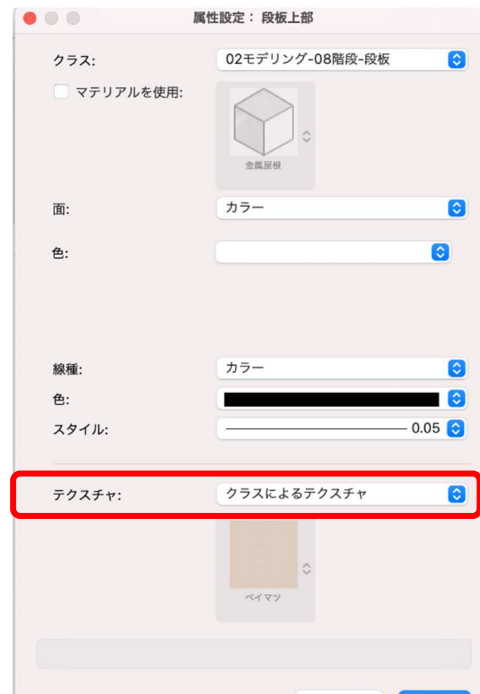 属性設定： 段板上部
クラス: 02モデリング-08階段-段板
マテリアルを使用:
金属屋根
面: カラー
色:
線種: カラー
色:
スタイル: 0.05
テクスチャ: クラスによるテクスチャ
ベイマツ